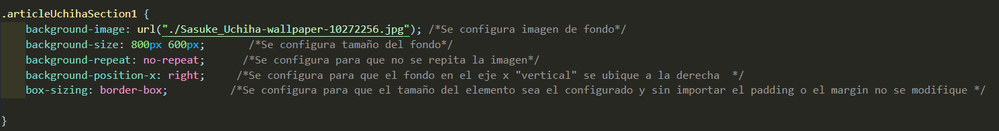 .articleUchihaSection1 {
    background-image: url("./Sasuke_Uchiha-wallpaper-10272256.jpg"); /*Se configura imagen de fondo*/
    background-size: 800px 600px;       /*Se configura tamaño del fondo*/
    background-repeat: no-repeat;      /*Se configura para que no se repita la imagen*/
    background-position-x: right;     /*Se configura para que el fondo en el eje x "vertical" se ubique a la derecha  */
    box-sizing: border-box;          /*Se configura para que el tamaño del elemento sea el configurado y sin importar el padding o el margin no se modifique */
}